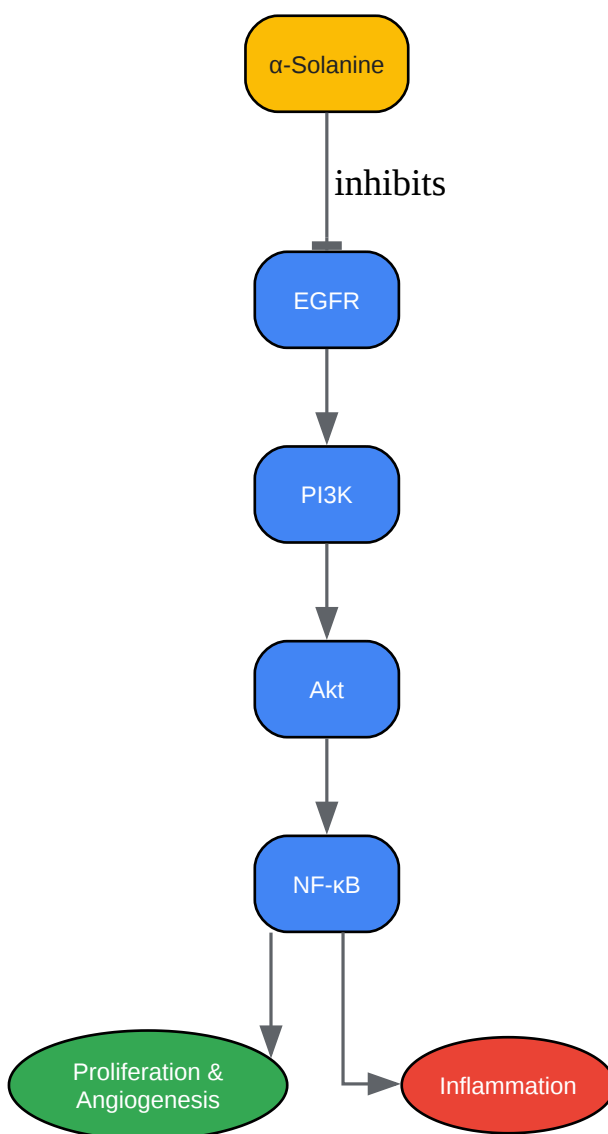 α-Solanine
inhibits
EGFR
PI3K
Akt
NF-κB
Proliferation &
Angiogenesis
Inflammation